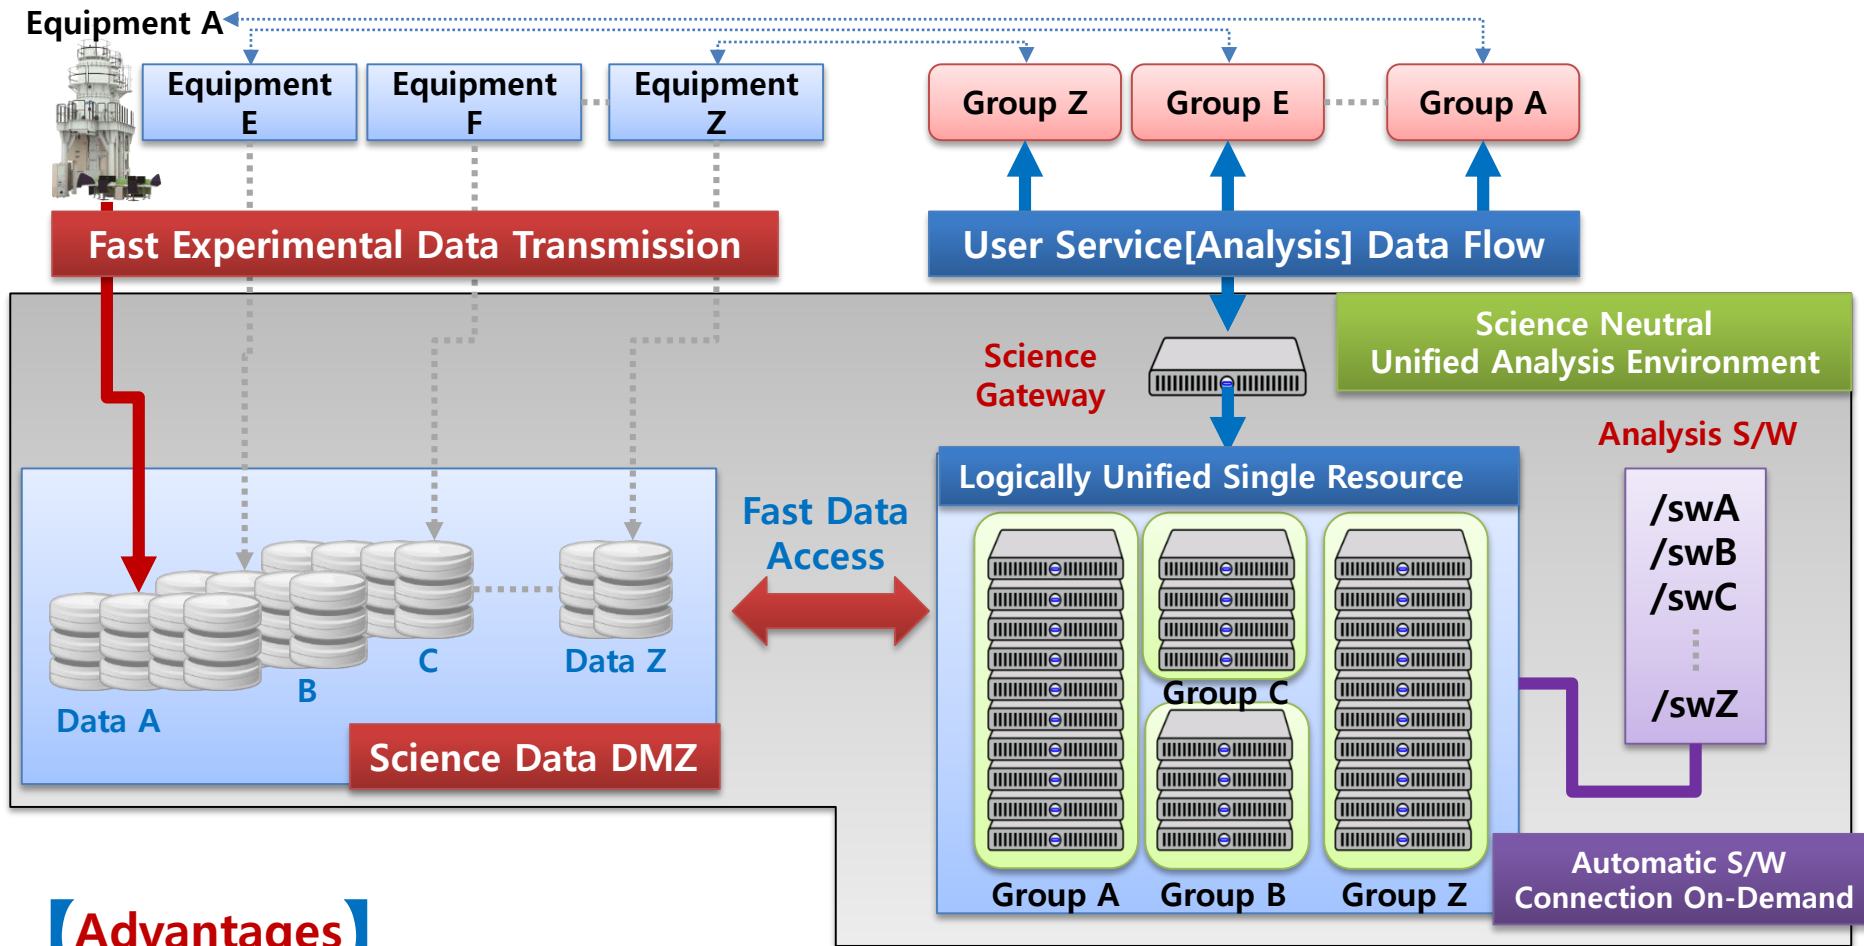 Equipment A
Equipment
E
Equipment
F
Equipment
Z
Group Z
Group E
Group A
Fast Experimental Data Transmission
User Service[Analysis] Data Flow
Science Neutral
Unified Analysis Environment
Science
Gateway
Analysis S/W
Logically Unified Single Resource
/swA
/swB
/swC
/swZ
Fast Data
Access
Data A
B
C
Data Z
Science Data DMZ
Group C
Group A
Group B
Group Z
Automatic S/W
Connection On-Demand
【Advantages】